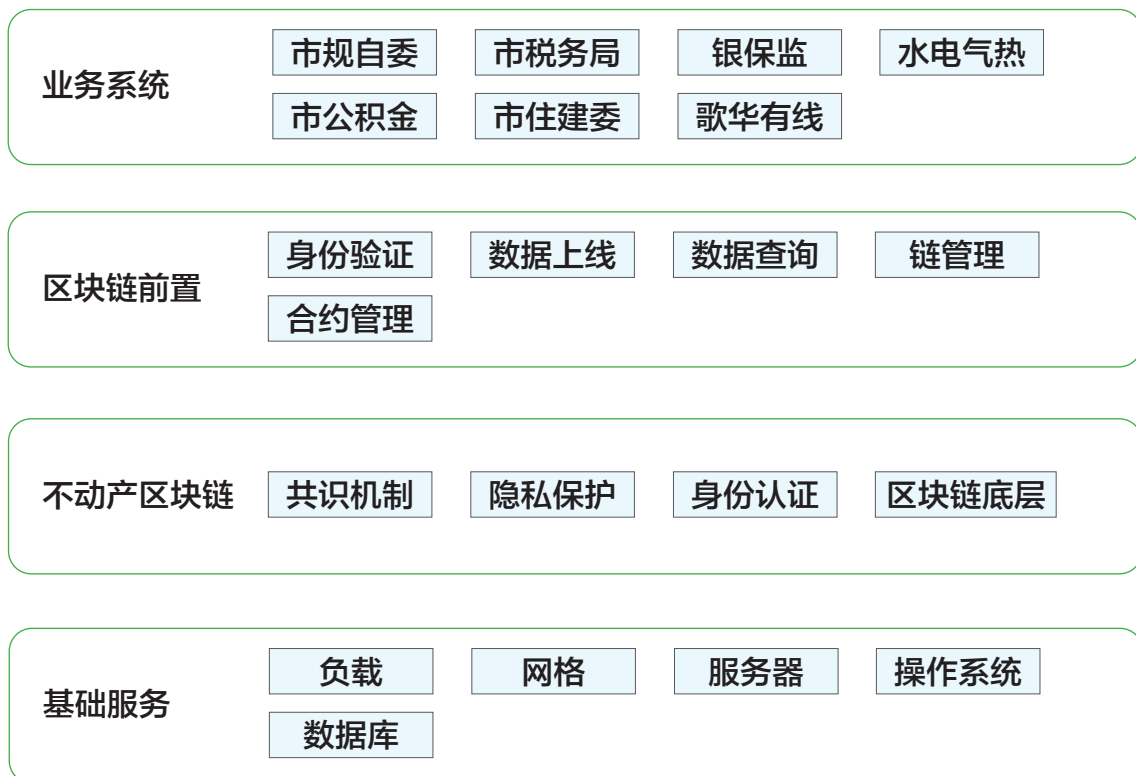 业务系统
市规自委 市税务局 银保监 水电气热
市公积金 市住建委 歌华有线
区块链前置
身份验证 数据上线 数据查询 链管理
合约管理
不动产区块链 共识机制 隐私保护 身份认证 区块链底层
基础服务
负载 网格 服务器 操作系统
数据库